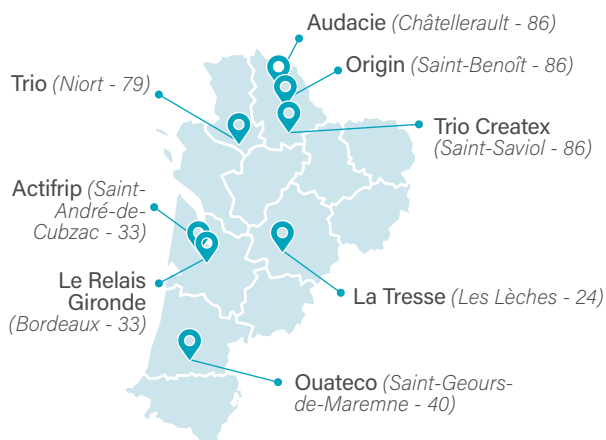 Audacie (Châtellerault - 86)
Origin (Saint-Benoît - 86)
Trio (Niort - 79)
Trio Createx
(Saint-Saviol - 86)
Actifrip (Saint-
André-de-
Cubzac - 33)
Le Relais
Gironde
(Bordeaux - 33)
La Tresse (Les Lèches - 24)
Ouateco (Saint-Geours-
de-Maremne - 40)